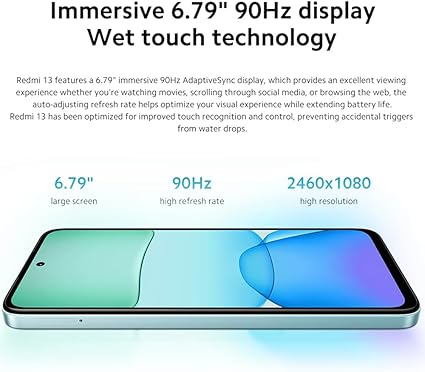 Immersive 6.79" 90Hz display
Wet touch technology
Redmi 13 features a 6.79" immersive 90Hz AdaptiveSync display, which provides an excellent viewing
experience whether you're watching movies, scrolling through social media, or browsing the web, the
auto-adjusting refresh rate helps optimize your visual experience while extending battery life.
Redmi 13 has been optimized for improved touch recognition and control, preventing accidental triggers
from water drops.
6.79" 90Hz 2460x1080
large screen high refresh rate high resolution